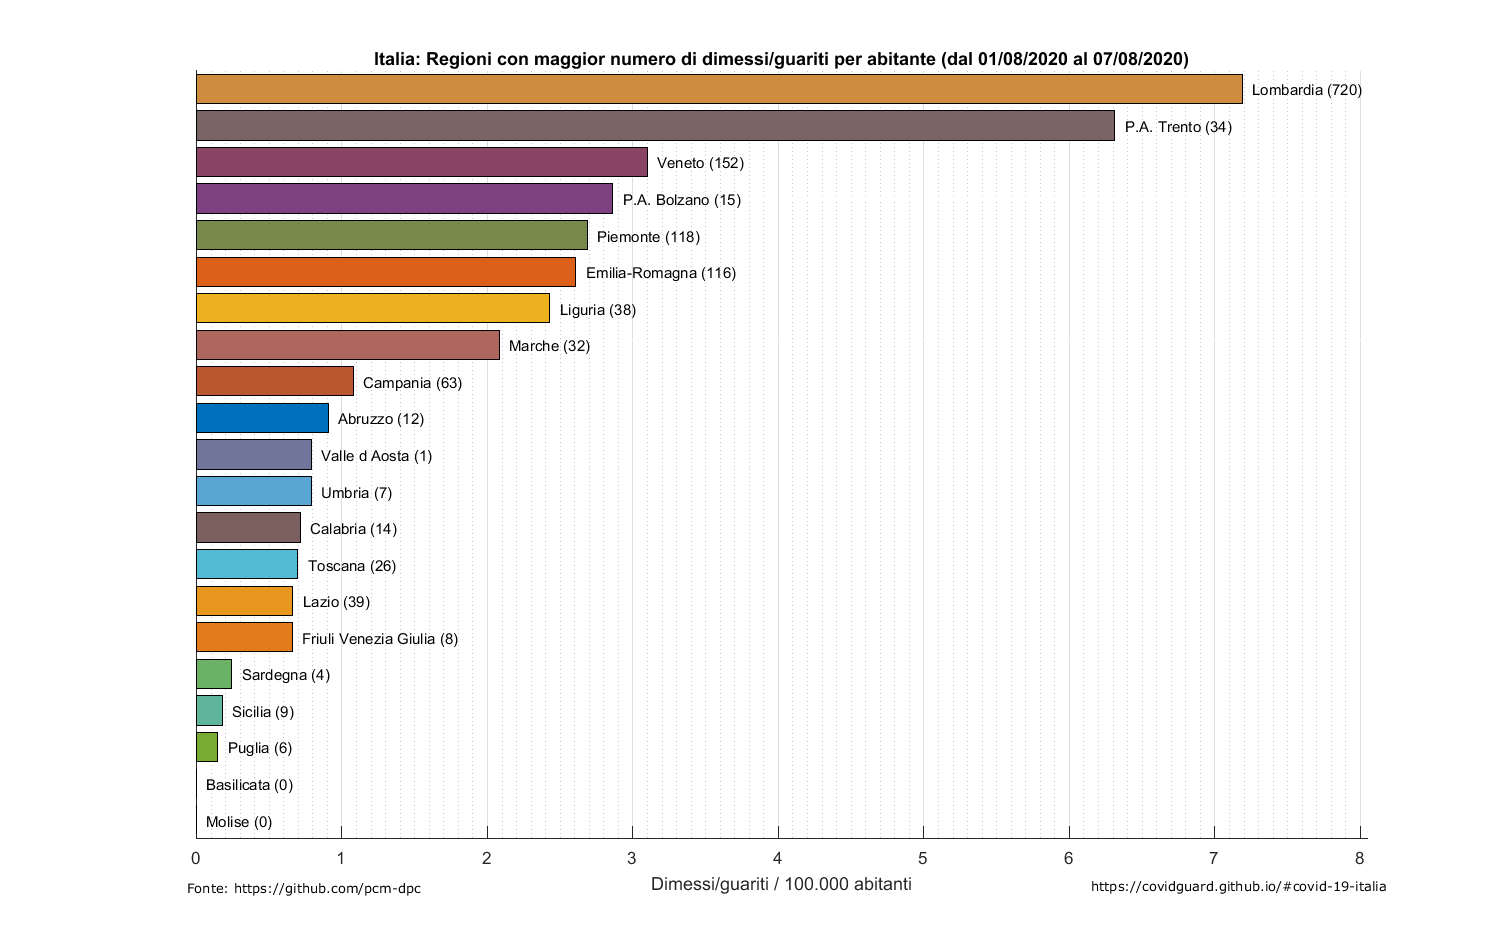 Italia: Regioni con maggior numero di dimessi/guariti per abitante (dal 01/08/2020 al 07/08/2020)
Lombardia (720)
P.A. Trento (34)
Veneto (152)
P.A. Bolzano (15)
Piemonte (118)
Emilia-Romagna (116)
Liguria (38)
Marche (32)
Campania (63)
Abruzzo (12)
Valle d Aosta (1)
Umbria (7)
Calabria (14)
Toscana (26)
Lazio (39)
Friuli Venezia Giulia (8)
Sardegna (4)
Sicilia (9)
Puglia (6)
Basilicata (0)
Molise (0)
0 1 2 3 4 5 6 7 8
Dimessi/guariti / 100.000 abitanti
Fonte: https://github.com/pcm-dpc
https://covidguard.github.io/#covid-19-italia